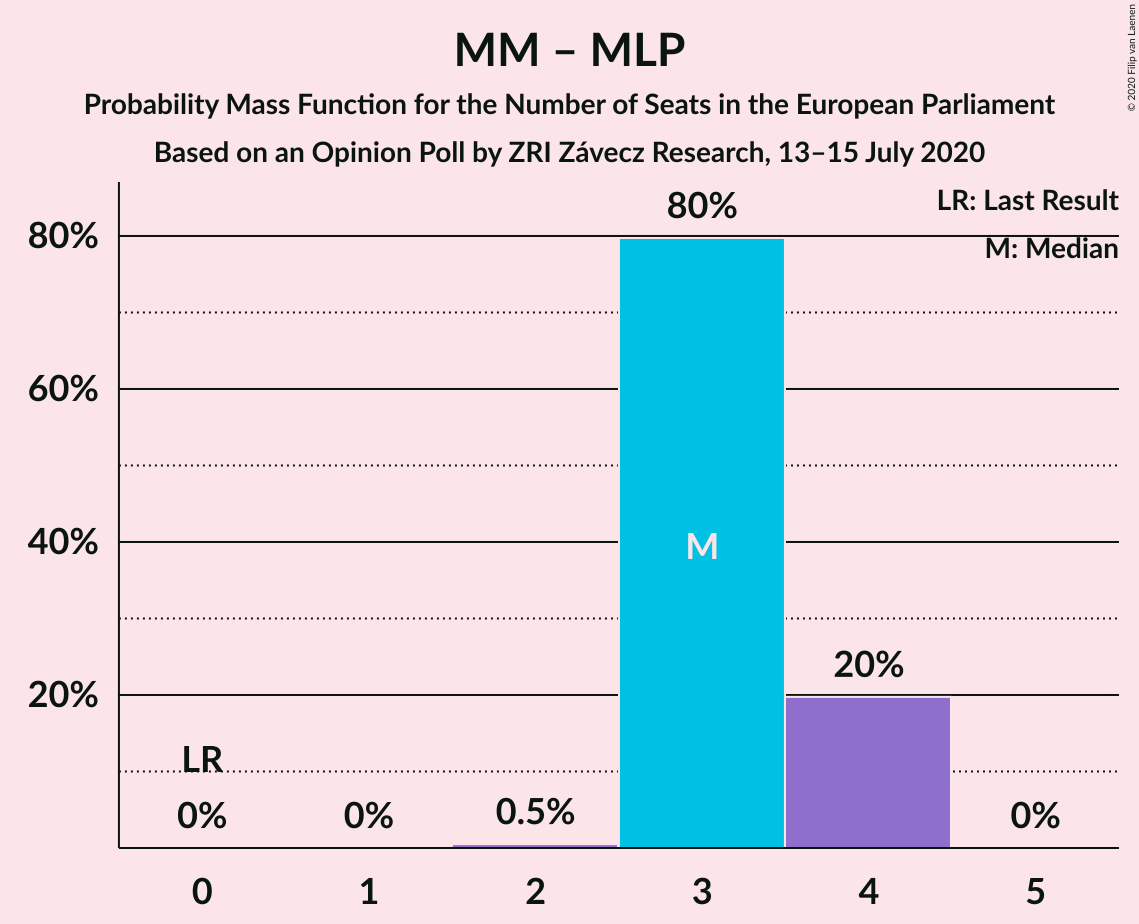 MM – MLP
Probability Mass Function for the Number of Seats in the European Parliament
Based on an Opinion Poll by ZRI Závecz Research, 13–15 July 2020
© 2020 Filip van Laenen
LR: Last Result
M: Median
80%
80%
60%
40%
M
20%
20%
LR
0%
0%
0.5%
0%
0
1
2
3
4
5